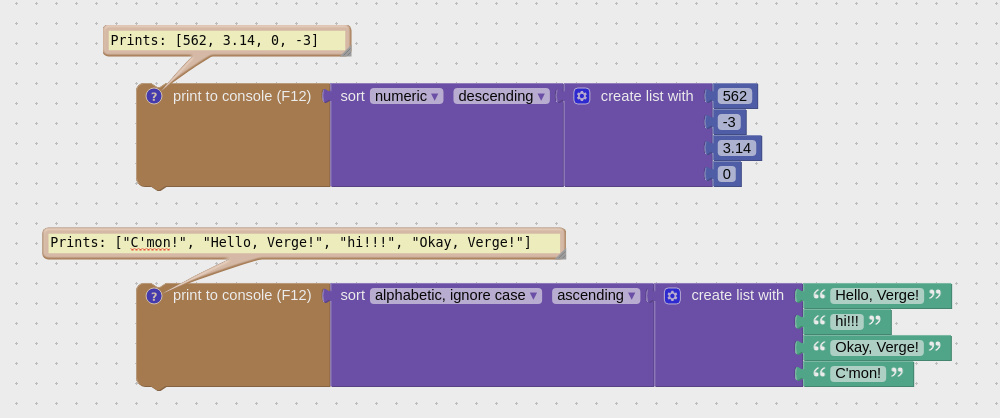 Prints: [562, 3.14, 0, -3]
? print to console (F12) sort numeric ▾ descending ▾ create list with 562
-3
3.14
0
Prints: ["C'mon!", "Hello, Verge!", "hi!!!", "Okay, Verge!"]
? print to console (F12) sort alphabetic, ignore case ▾ ascending ▾ create list with “ Hello, Verge! ”
“ hi!!! ”
“ Okay, Verge! ”
“ C'mon! ”